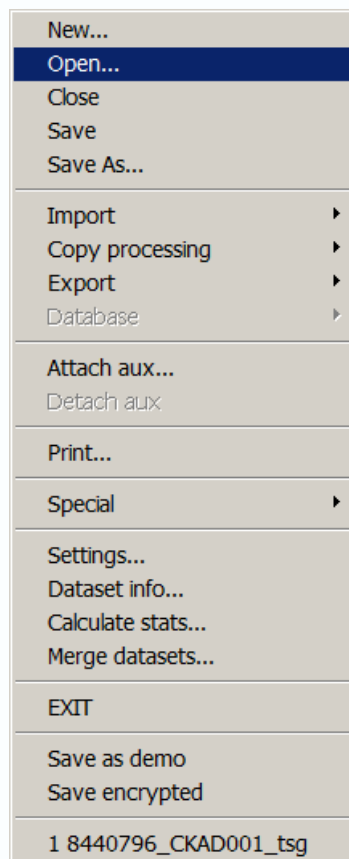 New...
Open...
Close
Save
Save As...
Import
Copy processing
Export
Database
Attach aux...
Detach aux
Print...
Special
Settings...
Dataset info...
Calculate stats...
Merge datasets...
EXIT
Save as demo
Save encrypted
1 8440796_CKAD001_tsg